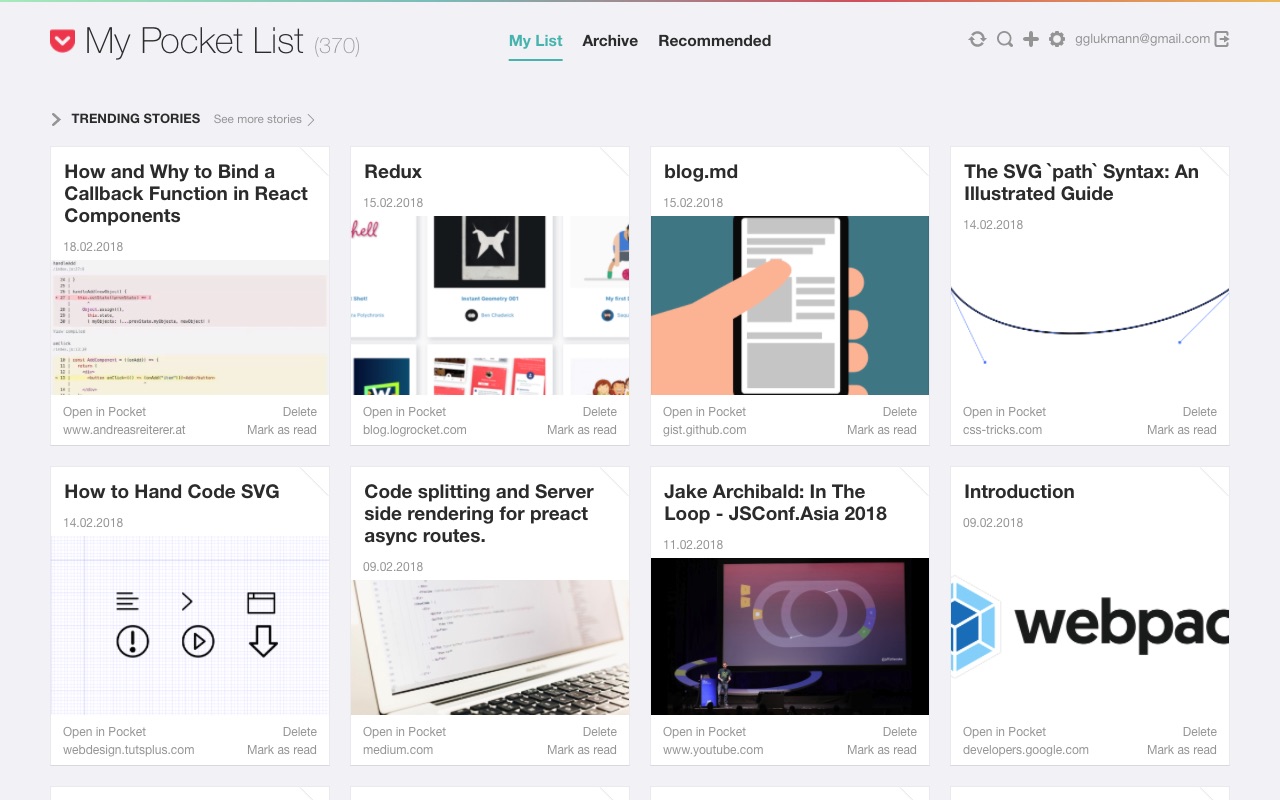 My Pocket List (370)
My List Archive Recommended
gglukmann@gmail.com
TRENDING STORIES See more stories
How and Why to Bind a
Callback Function in React
Components
18.02.2018
Open in Pocket Delete
www.andreasreiterer.at Mark as read
Redux
15.02.2018
Instant Geometry 001
Ben Chadwick
My first
Open in Pocket Delete
blog.logrocket.com Mark as read
blog.md
15.02.2018
Open in Pocket Delete
gist.github.com Mark as read
The SVG `path` Syntax: An
Illustrated Guide
14.02.2018
Open in Pocket Delete
css-tricks.com Mark as read
How to Hand Code SVG
14.02.2018
Open in Pocket Delete
webdesign.tutsplus.com Mark as read
Code splitting and Server
side rendering for preact
async routes.
09.02.2018
Open in Pocket Delete
medium.com Mark as read
Jake Archibald: In The
Loop - JSConf.Asia 2018
11.02.2018
Open in Pocket Delete
www.youtube.com Mark as read
Introduction
09.02.2018
webpac
Open in Pocket Delete
developers.google.com Mark as read